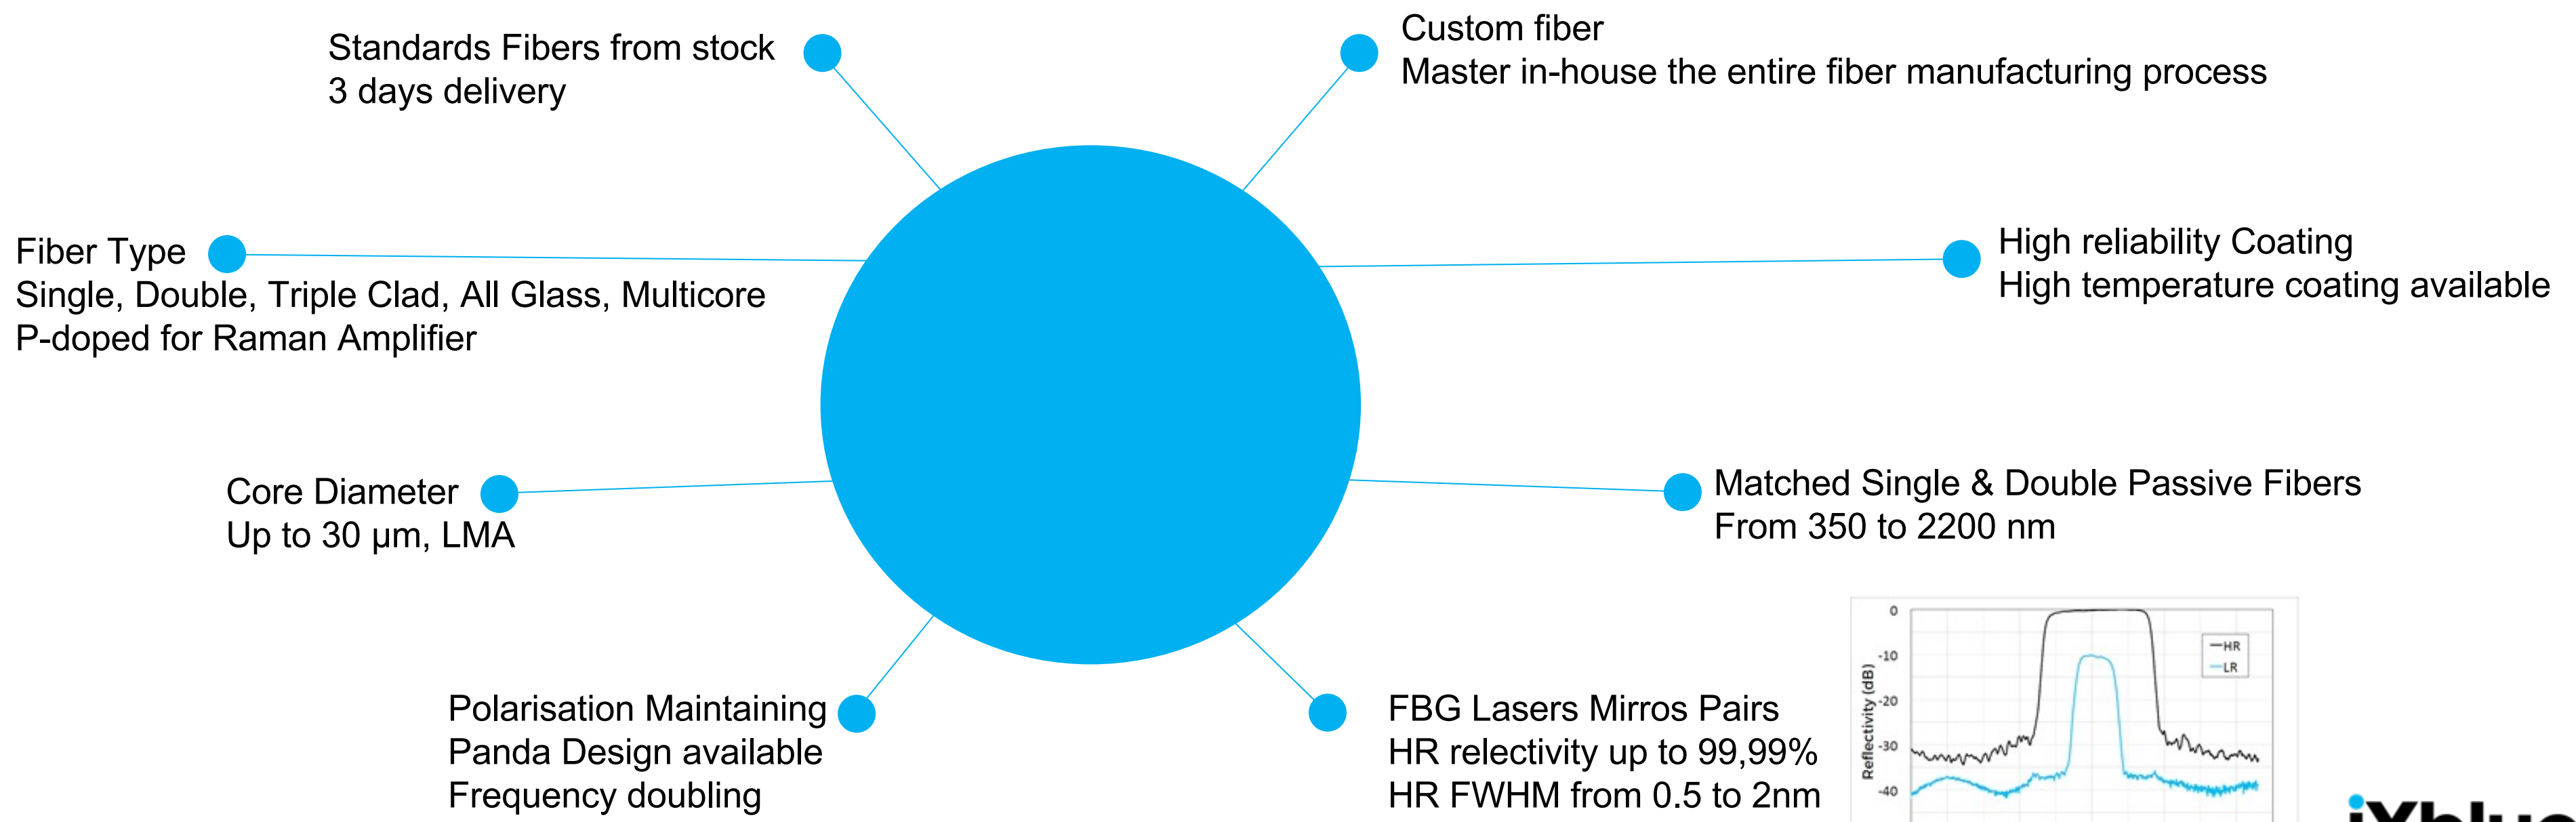 Standards Fibers from stock
3 days delivery
Custom fiber
Master in-house the entire fiber manufacturing process
Fiber Type
Single, Double, Triple Clad, All Glass, Multicore
P-doped for Raman Amplifier
High reliability Coating
High temperature coating available
Core Diameter
Up to 30 µm, LMA
Matched Single & Double Passive Fibers
From 350 to 2200 nm
Polarisation Maintaining
Panda Design available
Frequency doubling
FBG Lasers Mirros Pairs
HR relectivity up to 99,99%
HR FWHM from 0.5 to 2nm
Reflectivity (dB)
0
-10
-20
-30
-40
HR
LR
iXblue